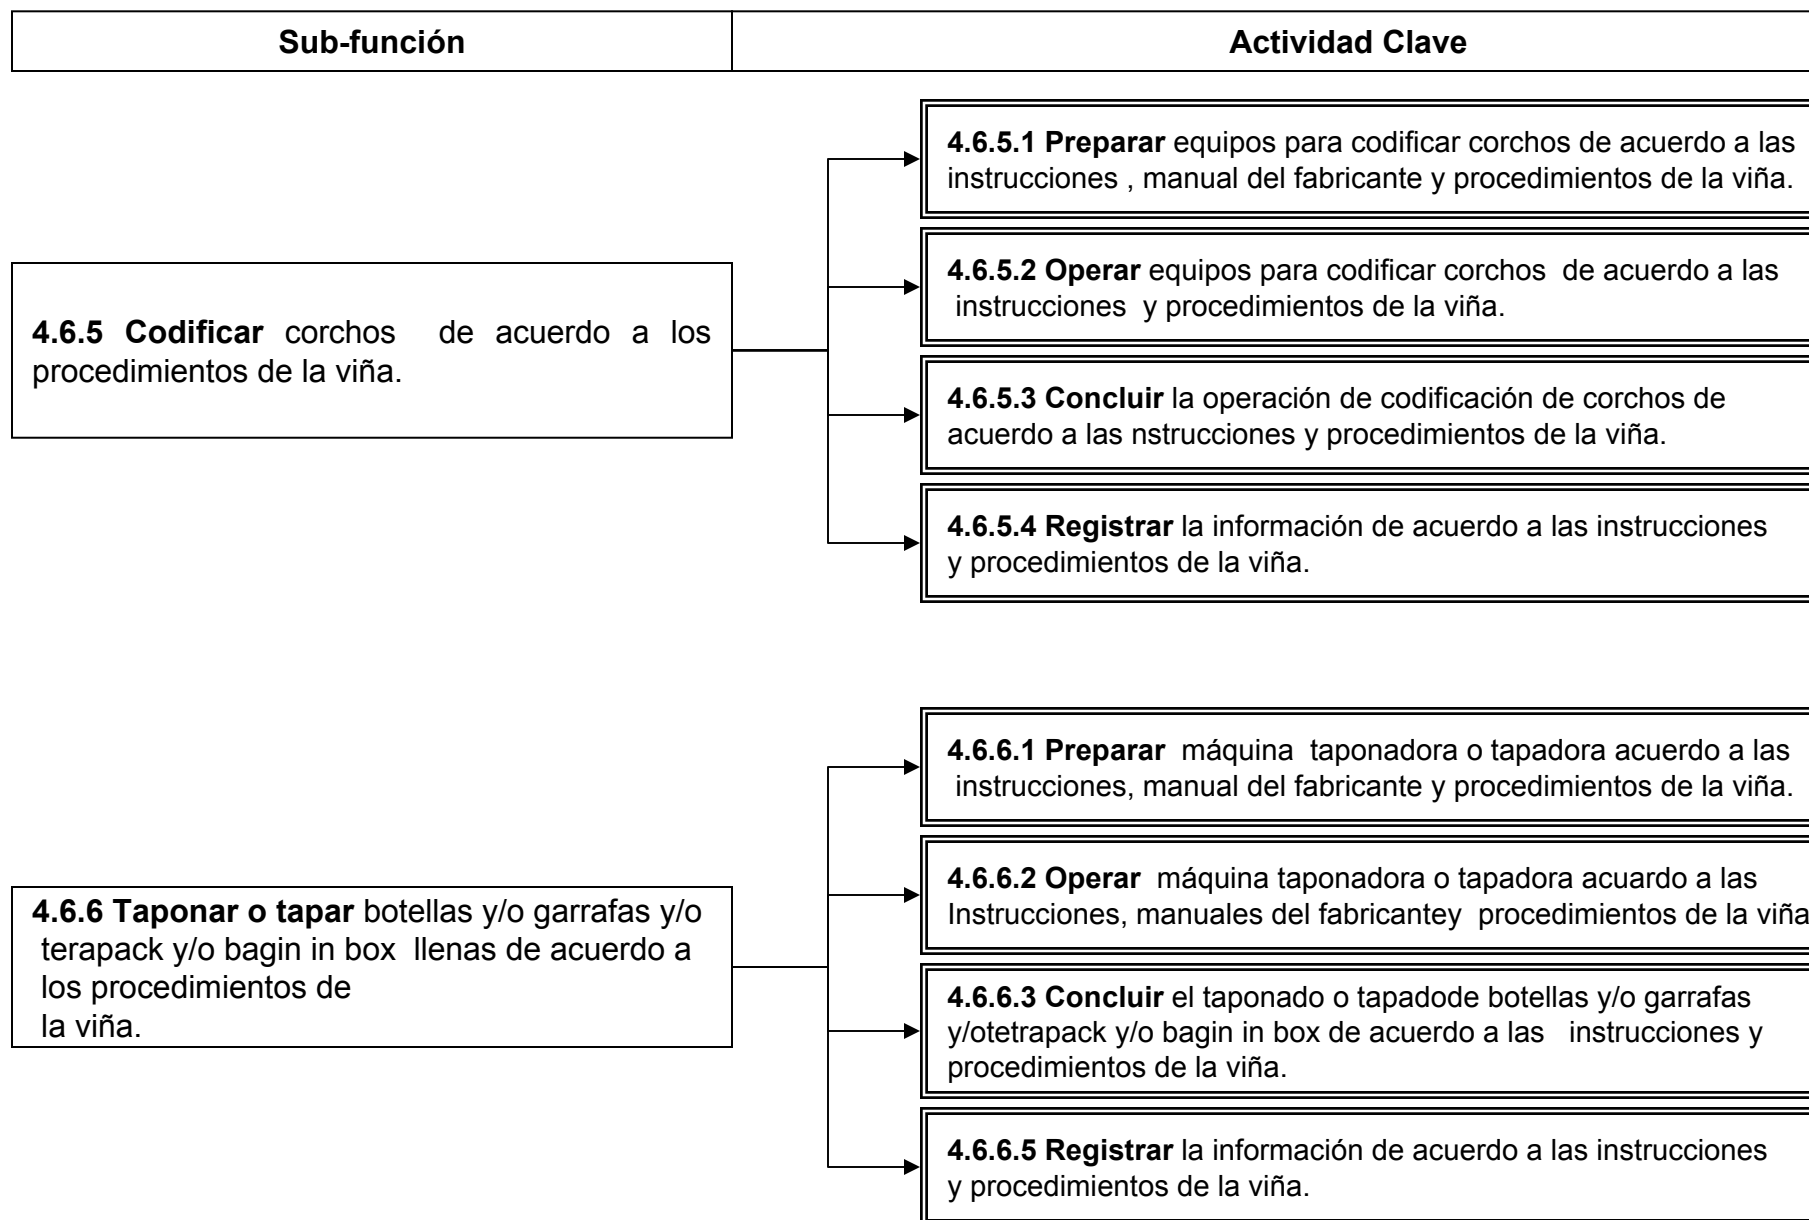 Sub-función
Actividad Clave
4.6.5 Codificar corchos de acuerdo a los
procedimientos de la viña.
4.6.5.1 Preparar equipos para codificar corchos de acuerdo a las
instrucciones , manual del fabricante y procedimientos de la viña.
4.6.5.2 Operar equipos para codificar corchos de acuerdo a las
instrucciones y procedimientos de la viña.
4.6.5.3 Concluir la operación de codificación de corchos de
acuerdo a las nstrucciones y procedimientos de la viña.
4.6.5.4 Registrar la información de acuerdo a las instrucciones
y procedimientos de la viña.
4.6.6 Taponar o tapar botellas y/o garrafas y/o
terapack y/o bagin in box llenas de acuerdo a
los procedimientos de
la viña.
4.6.6.1 Preparar máquina taponadora o tapadora acuerdo a las
instrucciones, manual del fabricante y procedimientos de la viña.
4.6.6.2 Operar máquina taponadora o tapadora acuardo a las
Instrucciones, manuales del fabricantey procedimientos de la viña
4.6.6.3 Concluir el taponado o tapadode botellas y/o garrafas
y/otetrapack y/o bagin in box de acuerdo a las instrucciones y
procedimientos de la viña.
4.6.6.5 Registrar la información de acuerdo a las instrucciones
y procedimientos de la viña.